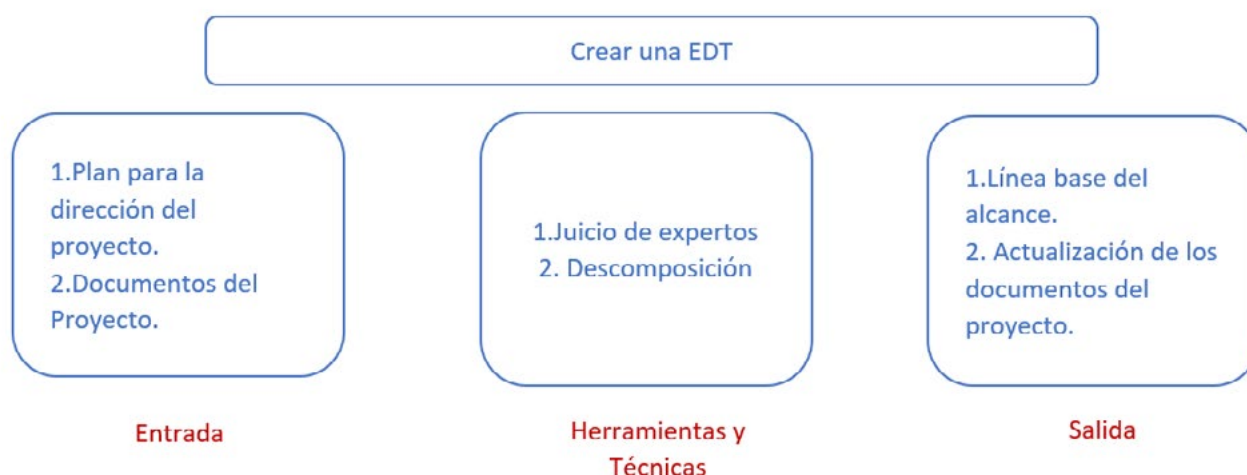 Crear una EDT
1.Plan para la
dirección del
proyecto.
2.Documentos del
Proyecto.
1.Juicio de expertos
2. Descomposición
1.Línea base del
alcance.
2. Actualización de los
documentos del
proyecto.
Entrada
Herramientas y
Técnicas
Salida